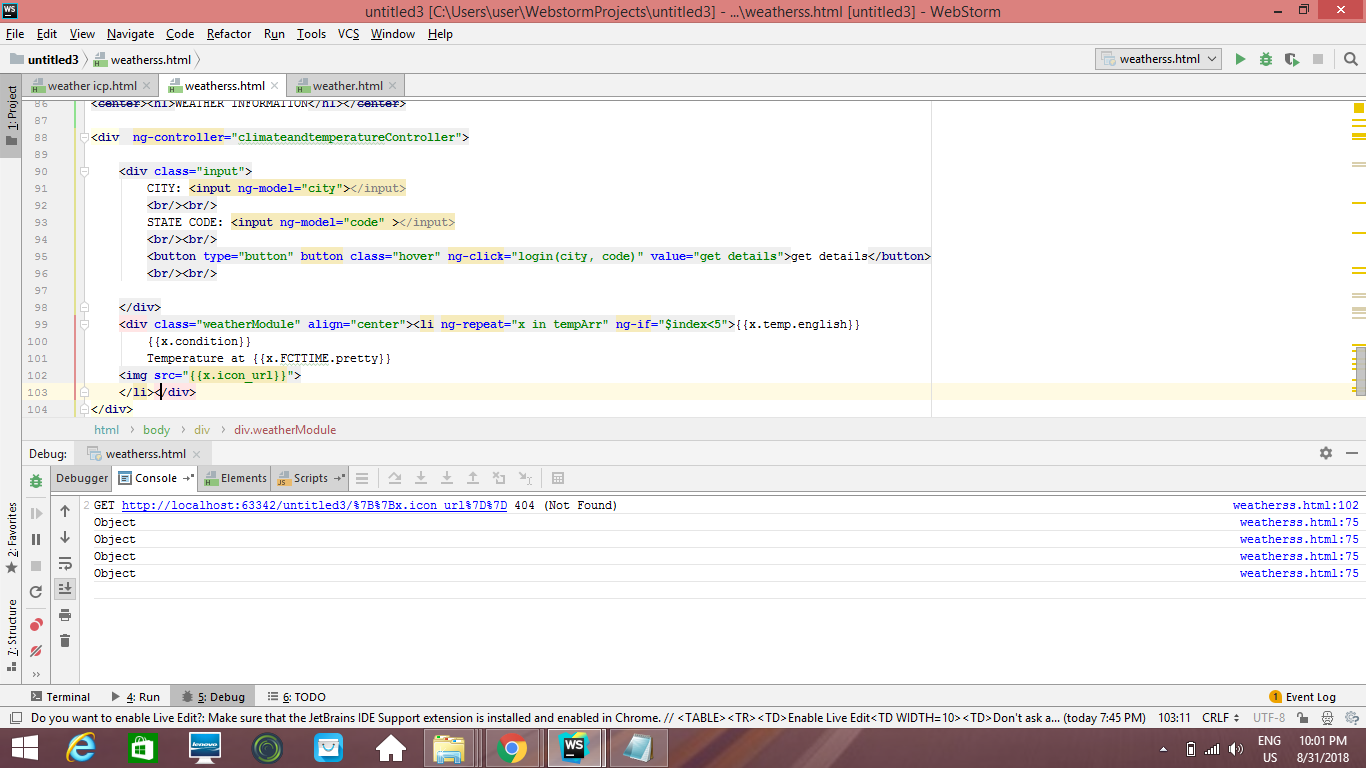 untitled3 [C:\Users\user\WebstormProjects\untitled3] - ...\weatherss.html [untitled3] - WebStorm
File Edit View Navigate Code Refactor Run Tools VCS Window Help
untitled3 weatherss.html weatherss.html
1: Project
weather icp.html weatherss.html weather.html
86 <center><h1>WEATHER INFORMATION</h1></center>
87
88 <div  ng-controller="climateandtemperatureController">
89
90 <div class="input">
91 CITY: <input ng-model="city"></input>
92 <br/><br/>
93 STATE CODE: <input ng-model="code" ></input>
94 <br/><br/>
95 <button type="button" button class="hover" ng-click="login(city, code)" value="get details">get details</button>
96 <br/><br/>
97
98 </div>
99 <div class="weatherModule" align="center"><li ng-repeat="x in tempArr" ng-if="$index<5">{{x.temp.english}}
100 {{x.condition}}
101 Temperature at {{x.FCTTIME.pretty}}
102 <img src="{{x.icon_url}}">
103 </li></div>
104 </div>
html body div div.weatherModule
Debug: weatherss.html
Debugger Console Elements Scripts
2 GET http://localhost:63342/untitled3/%7B%7Bx.icon_url%7D%7D 404 (Not Found) weatherss.html:102
Object weatherss.html:75
Object weatherss.html:75
Object weatherss.html:75
Object weatherss.html:75
2: Favorites
7: Structure
Terminal 4: Run 5: Debug 6: TODO 1 Event Log
Do you want to enable Live Edit?: Make sure that the JetBrains IDE Support extension is installed and enabled in Chrome. // <TABLE><TR><TD>Enable Live Edit<TD WIDTH=10><TD>Don't ask a... (today 7:45 PM) 103:11 CRLF UTF-8
lenovo WS ENG 10:01 PM
US 8/31/2018